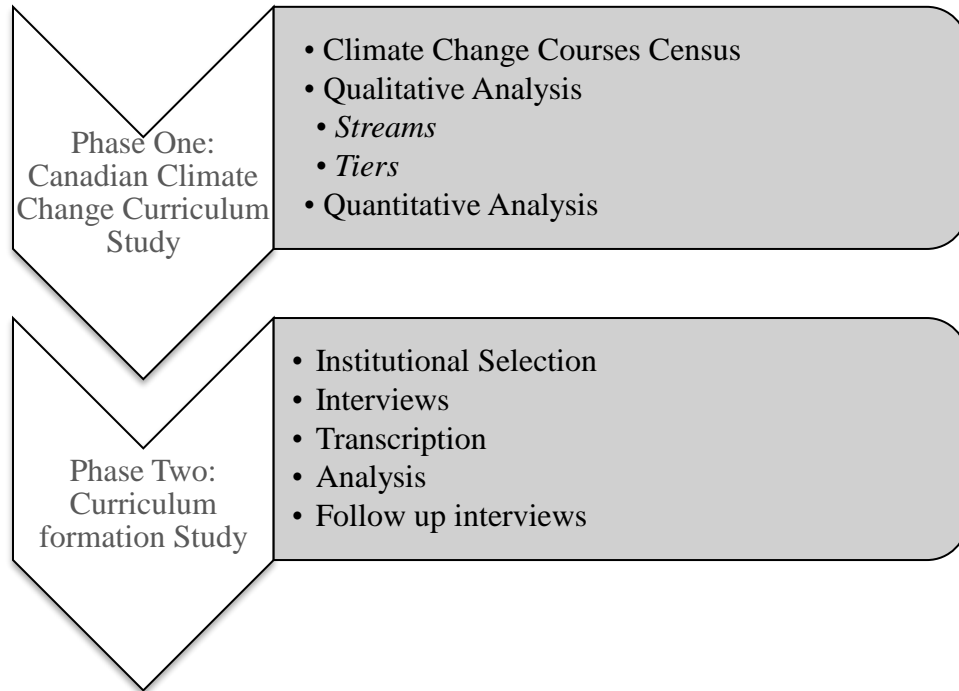 Phase One:
Canadian Climate
Change Curriculum
Study
• Climate Change Courses Census
• Qualitative Analysis
• Streams
• Tiers
• Quantitative Analysis
Phase Two:
Curriculum
formation Study
• Institutional Selection
• Interviews
• Transcription
• Analysis
• Follow up interviews